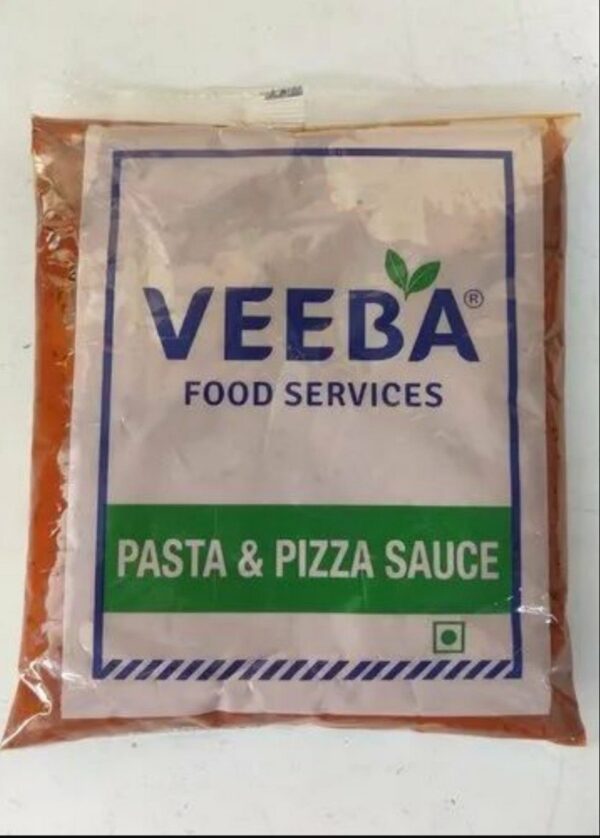 VEEBA®
FOOD SERVICES
PASTA & PIZZA SAUCE